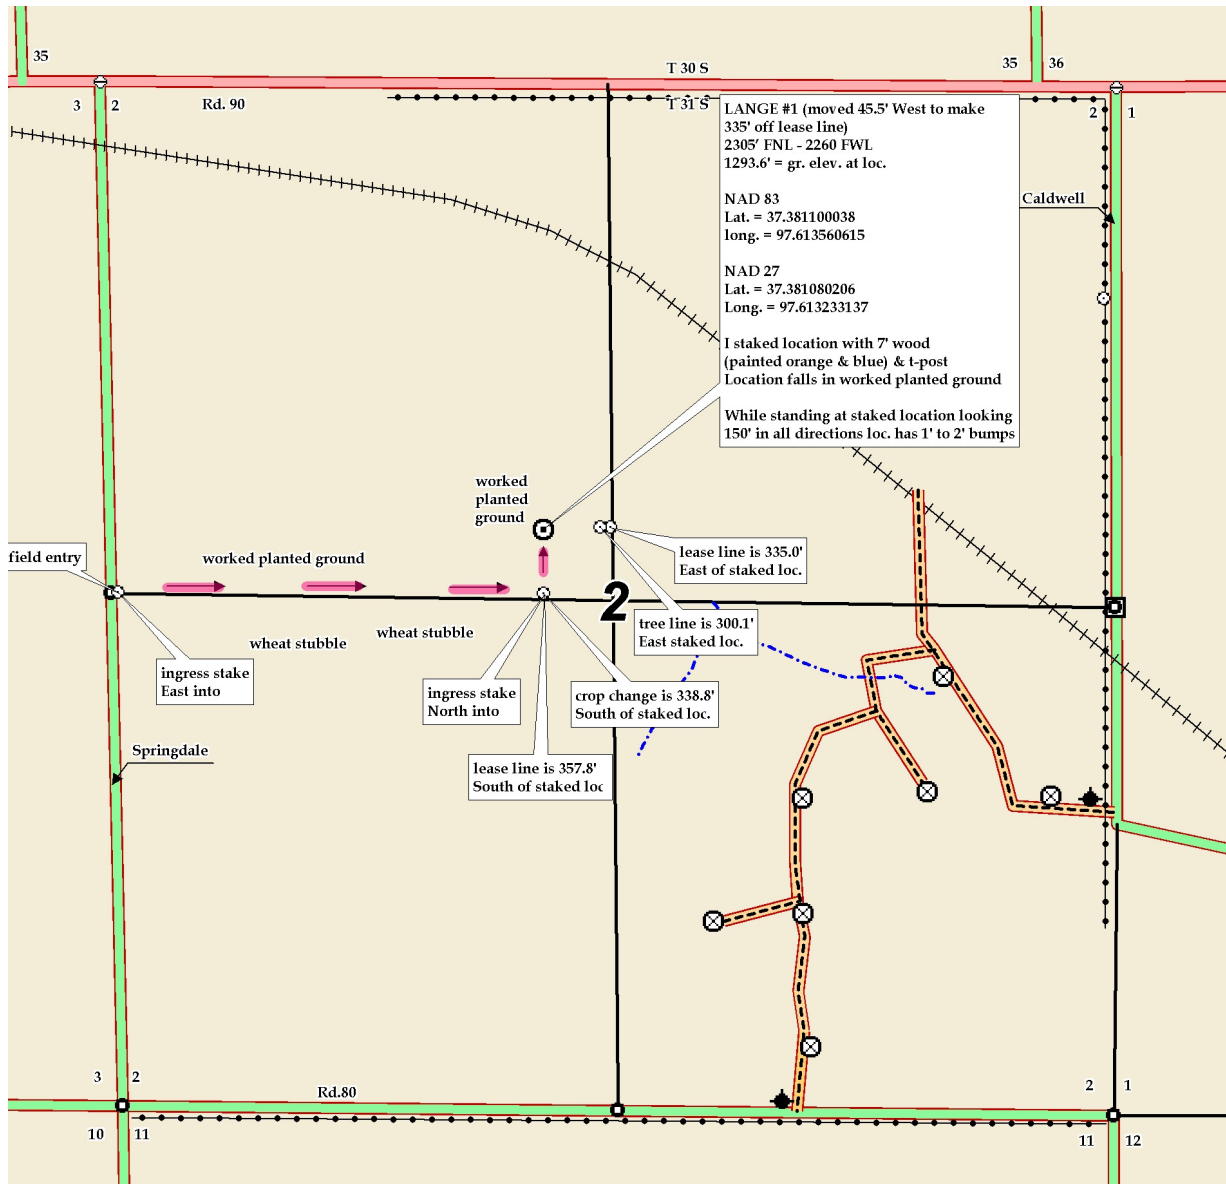 35
35
36
T 30 S
3
2
Rd. 90
T 31 S
2
1
LANGE #1 (moved 45.5' West to make
335' off lease line)
2305' FNL - 2260 FWL
1293.6' = gr. elev. at loc.
NAD 83
Lat. = 37.381100038
long. = 97.613560615
NAD 27
Lat. = 37.381080206
Long. = 97.613233137
I staked location with 7' wood
(painted orange & blue) & t-post
Location falls in worked planted ground
While standing at staked location looking
150' in all directions loc. has 1' to 2' bumps
Caldwell
worked
planted
ground
field entry
worked planted ground
lease line is 335.0'
East of staked loc.
2
tree line is 300.1'
East staked loc.
wheat stubble
wheat stubble
ingress stake
East into
ingress stake
North into
crop change is 338.8'
South of staked loc.
Springdale
lease line is 357.8'
South of staked loc
3
2
Rd.80
2
1
10
11
11
12